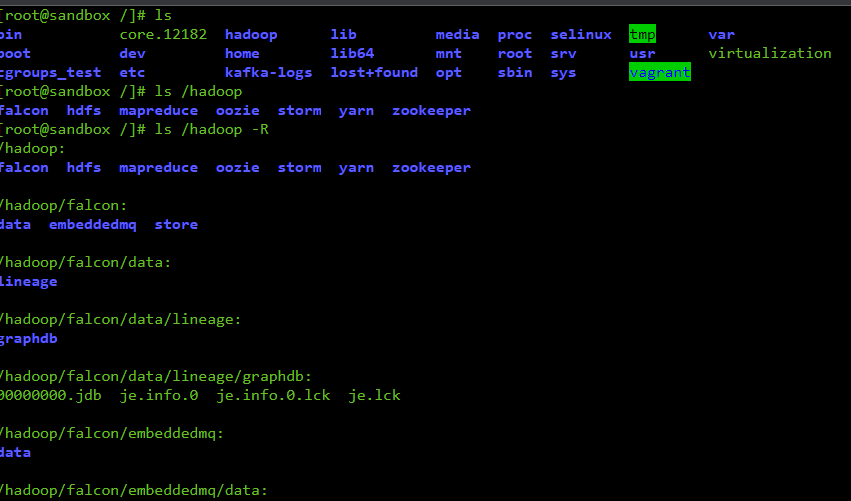 [root@sandbox /]# ls
bin core.12182 hadoop lib media proc selinux tmp var
boot dev home lib64 mnt root srv usr virtualization
cgroups_test etc kafka-logs lost+found opt sbin sys vagrant
[root@sandbox /]# ls /hadoop
falcon hdfs mapreduce oozie storm yarn zookeeper
[root@sandbox /]# ls /hadoop -R
/hadoop:
falcon hdfs mapreduce oozie storm yarn zookeeper
/hadoop/falcon:
data embeddedmq store
/hadoop/falcon/data:
lineage
/hadoop/falcon/data/lineage:
graphdb
/hadoop/falcon/data/lineage/graphdb:
00000000.jdb je.info.0 je.info.0.lck je.lck
/hadoop/falcon/embeddedmq:
data
/hadoop/falcon/embeddedmq/data: